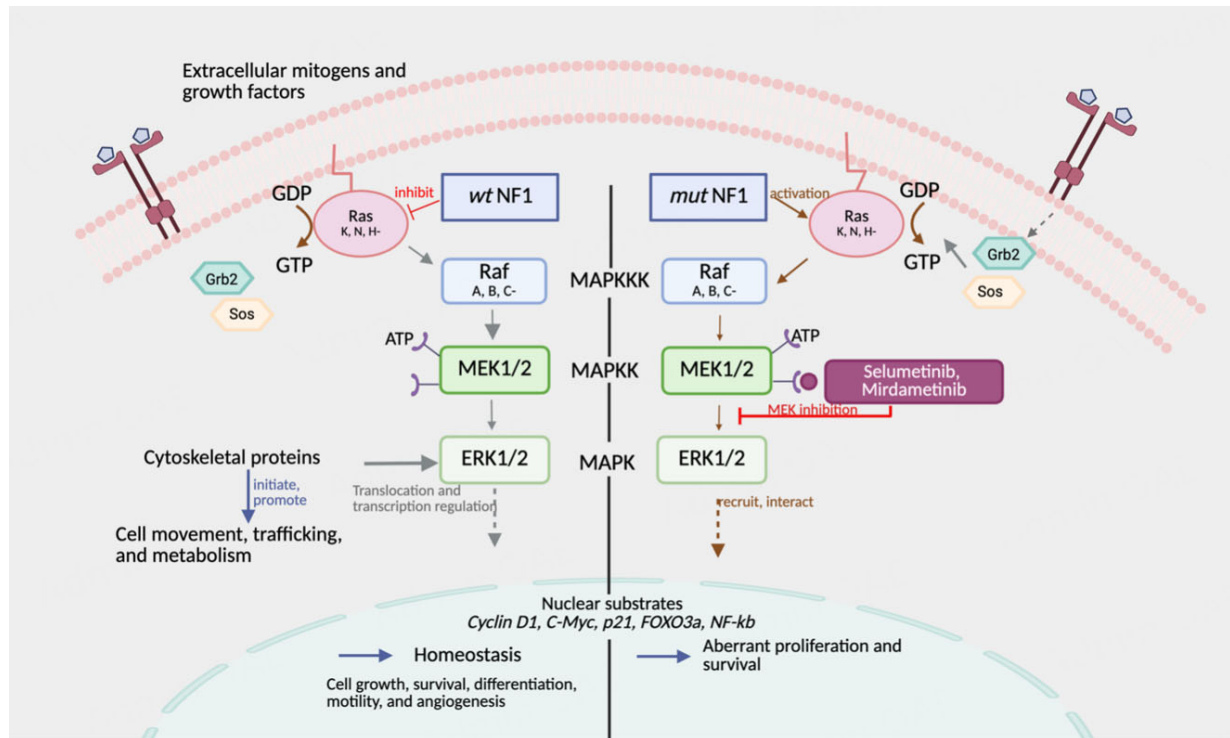 Extracellular mitogens and
growth factors
GDP
GTP
Grb2
Sos
Ras
K, N, H-
inhibit
wt NF1
Raf
A, B, C-
ATP
MEK1/2
ERK1/2
Cytoskeletal proteins
initiate,
promote
Cell movement, trafficking,
and metabolism
Translocation and
transcription regulation
MAPKKK
MAPKK
MAPK
mut NF1
activation
Ras
K, N, H-
GDP
GTP
Grb2
Sos
Raf
A, B, C-
ATP
MEK1/2
Selumetinib,
Mirdametinib
MEK inhibition
ERK1/2
recruit, interact
Nuclear substrates
Cyclin D1, C-Myc, p21, FOXO3a, NF-kb
Homeostasis
Cell growth, survival, differentiation,
motility, and angiogenesis
Aberrant proliferation and
survival